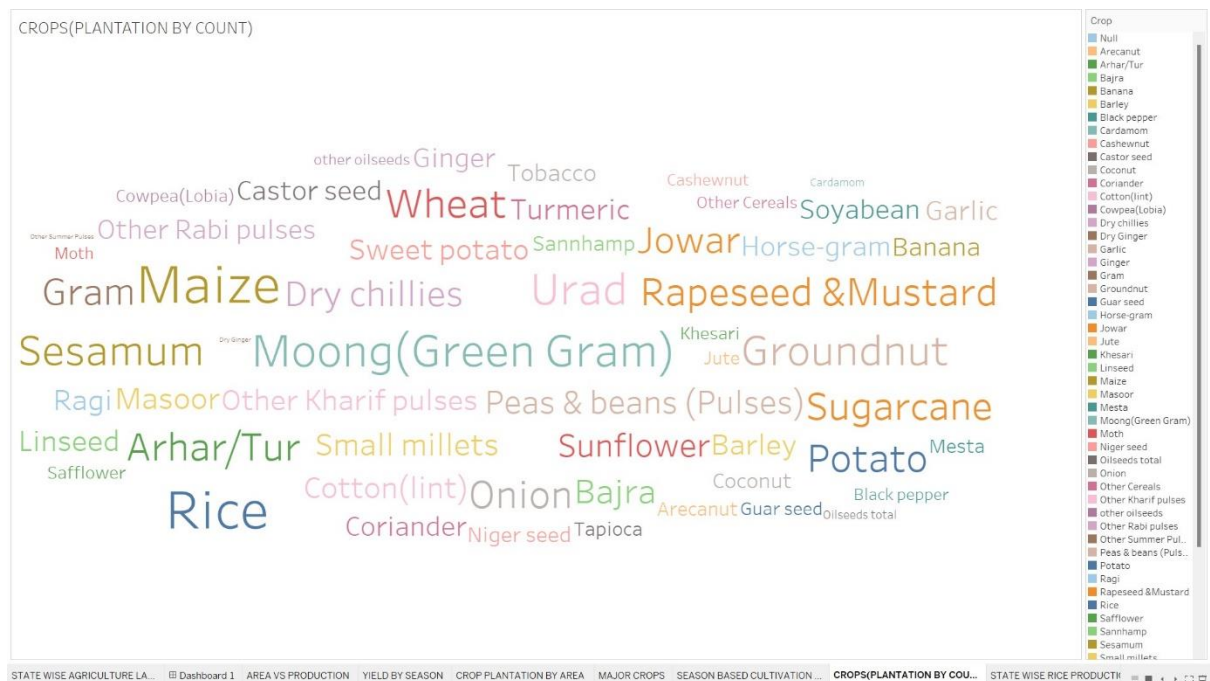 CROPS(PLANTATION BY COUNT)
other oilseeds Ginger
Tobacco
Cashewnut
Cardamom
Cowpea(Lobia) Castor seed
Wheat Turmeric
Other Cereals Soyabean Garlic
Other Summer Pulses Other Rabi pulses
Moth
Sweet potato Sannhamp Jowar Horse-gram Banana
Gram Maize Dry chillies Urad Rapeseed &Mustard
Sesamum Dry Ginger Moong(Green Gram) Khesari
Jute Groundnut
Ragi Masoor Other Kharif pulses Peas & beans (Pulses) Sugarcane
Linseed Arhar/Tur Small millets Sunflower Barley Potato Mesta
Safflower
Rice Cotton(lint) Onion Bajra Coconut
Arecanut Guar seed Black pepper
Oilseeds total
Coriander Niger seed Tapioca
Crop
Null
Arecanut
Arhar/Tur
Bajra
Banana
Barley
Black pepper
Cardamom
Cashewnut
Castor seed
Coconut
Coriander
Cotton(lint)
Cowpea(Lobia)
Dry chillies
Dry Ginger
Garlic
Ginger
Gram
Groundnut
Guar seed
Horse-gram
Jowar
Jute
Khesari
Linseed
Maize
Masoor
Mesta
Moong(Green Gram)
Moth
Niger seed
Oilseeds total
Onion
Other Cereals
Other Kharif pulses
other oilseeds
Other Rabi pulses
Other Summer Pul..
Peas & beans (Puls..
Potato
Ragi
Rapeseed &Mustard
Rice
Safflower
Sannhamp
Sesamum
Small millets
STATE WISE AGRICULTURE LA... Dashboard 1 AREA VS PRODUCTION YIELD BY SEASON CROP PLANTATION BY AREA MAJOR CROPS SEASON BASED CULTIVATION ... CROPS(PLANTATION BY COU... STATE WISE RICE PRODUCTI